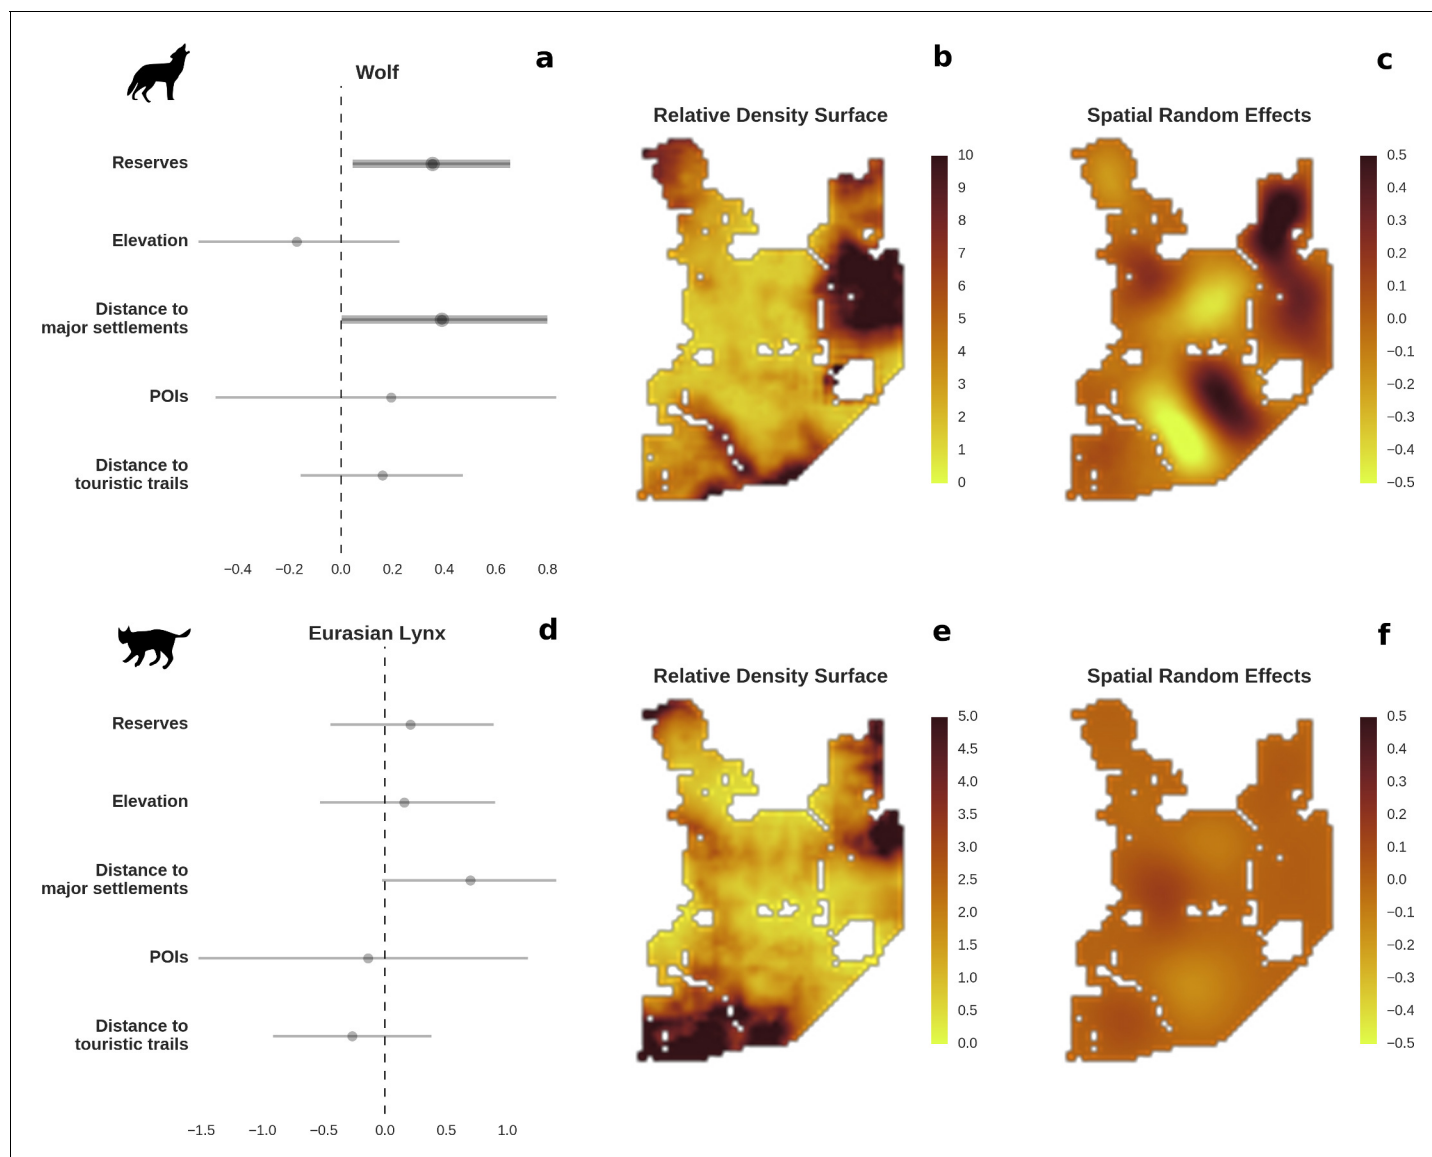 a
Wolf
Reserves
Elevation
Distance to
major settlements
POIs
Distance to
touristic trails
−0.4 −0.2 0.0 0.2 0.4 0.6 0.8
b
Relative Density Surface
10
9
8
7
6
5
4
3
2
1
0
c
Spatial Random Effects
0.5
0.4
0.3
0.2
0.1
0.0
−0.1
−0.2
−0.3
−0.4
−0.5
d
Eurasian Lynx
Reserves
Elevation
Distance to
major settlements
POIs
Distance to
touristic trails
−1.5 −1.0 −0.5 0.0 0.5 1.0
e
Relative Density Surface
5.0
4.5
4.0
3.5
3.0
2.5
2.0
1.5
1.0
0.5
0.0
f
Spatial Random Effects
0.5
0.4
0.3
0.2
0.1
0.0
−0.1
−0.2
−0.3
−0.4
−0.5